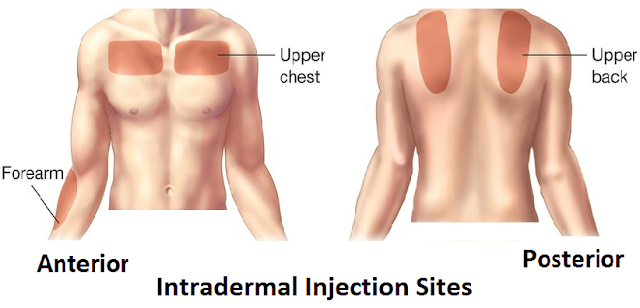 Upper
chest
Upper
back
Forearm
Anterior
Posterior
Intradermal Injection Sites